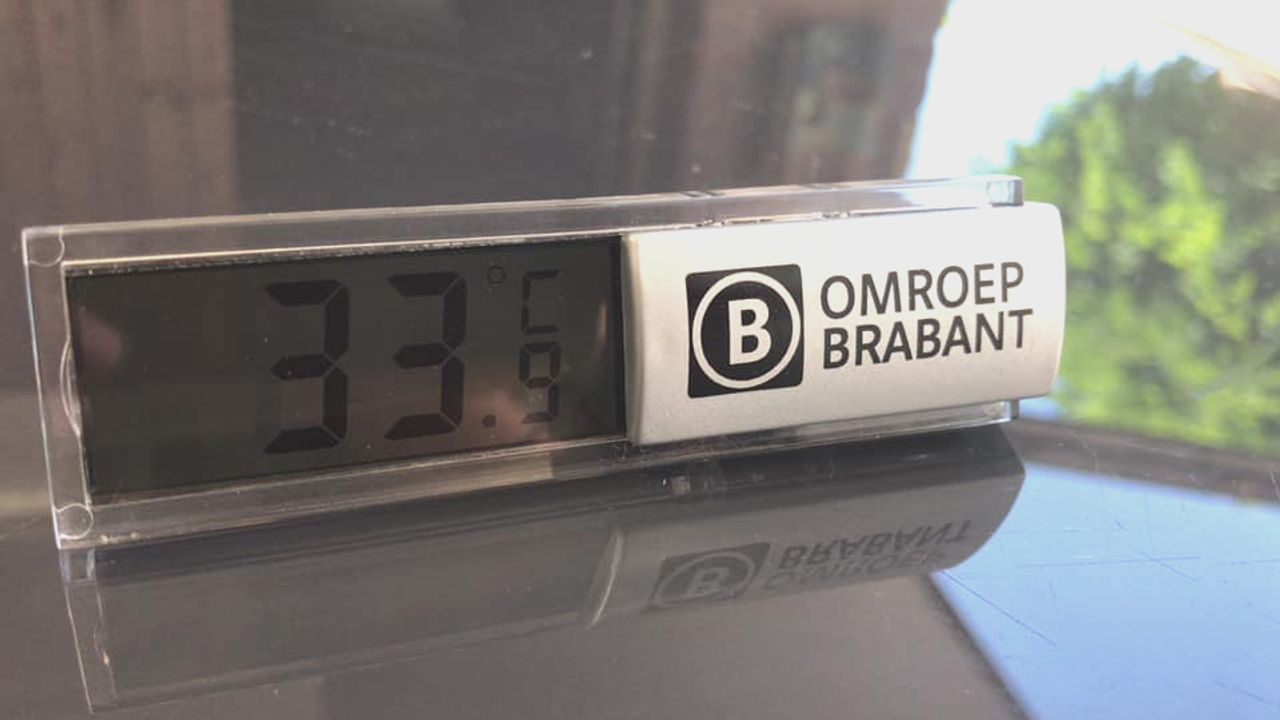 33.9 °C
B
OMROEP
BRABANT